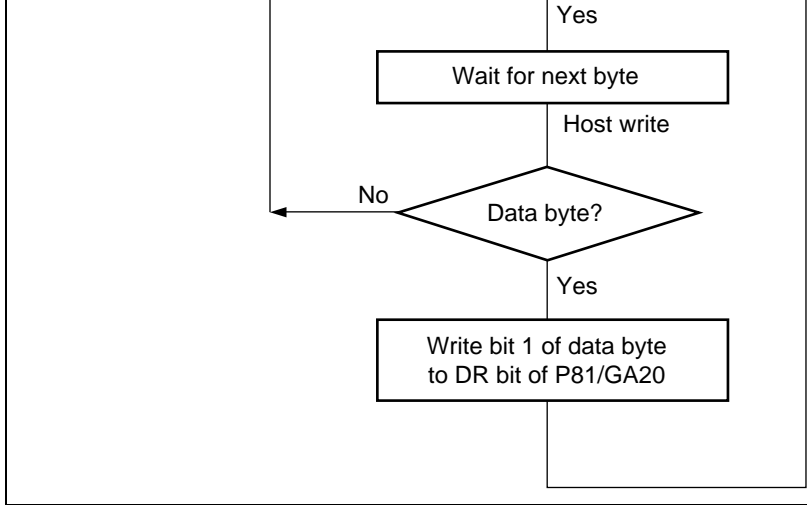 Yes
Wait for next byte
Host write
No
Data byte?
Yes
Write bit 1 of data byte
to DR bit of P81/GA20